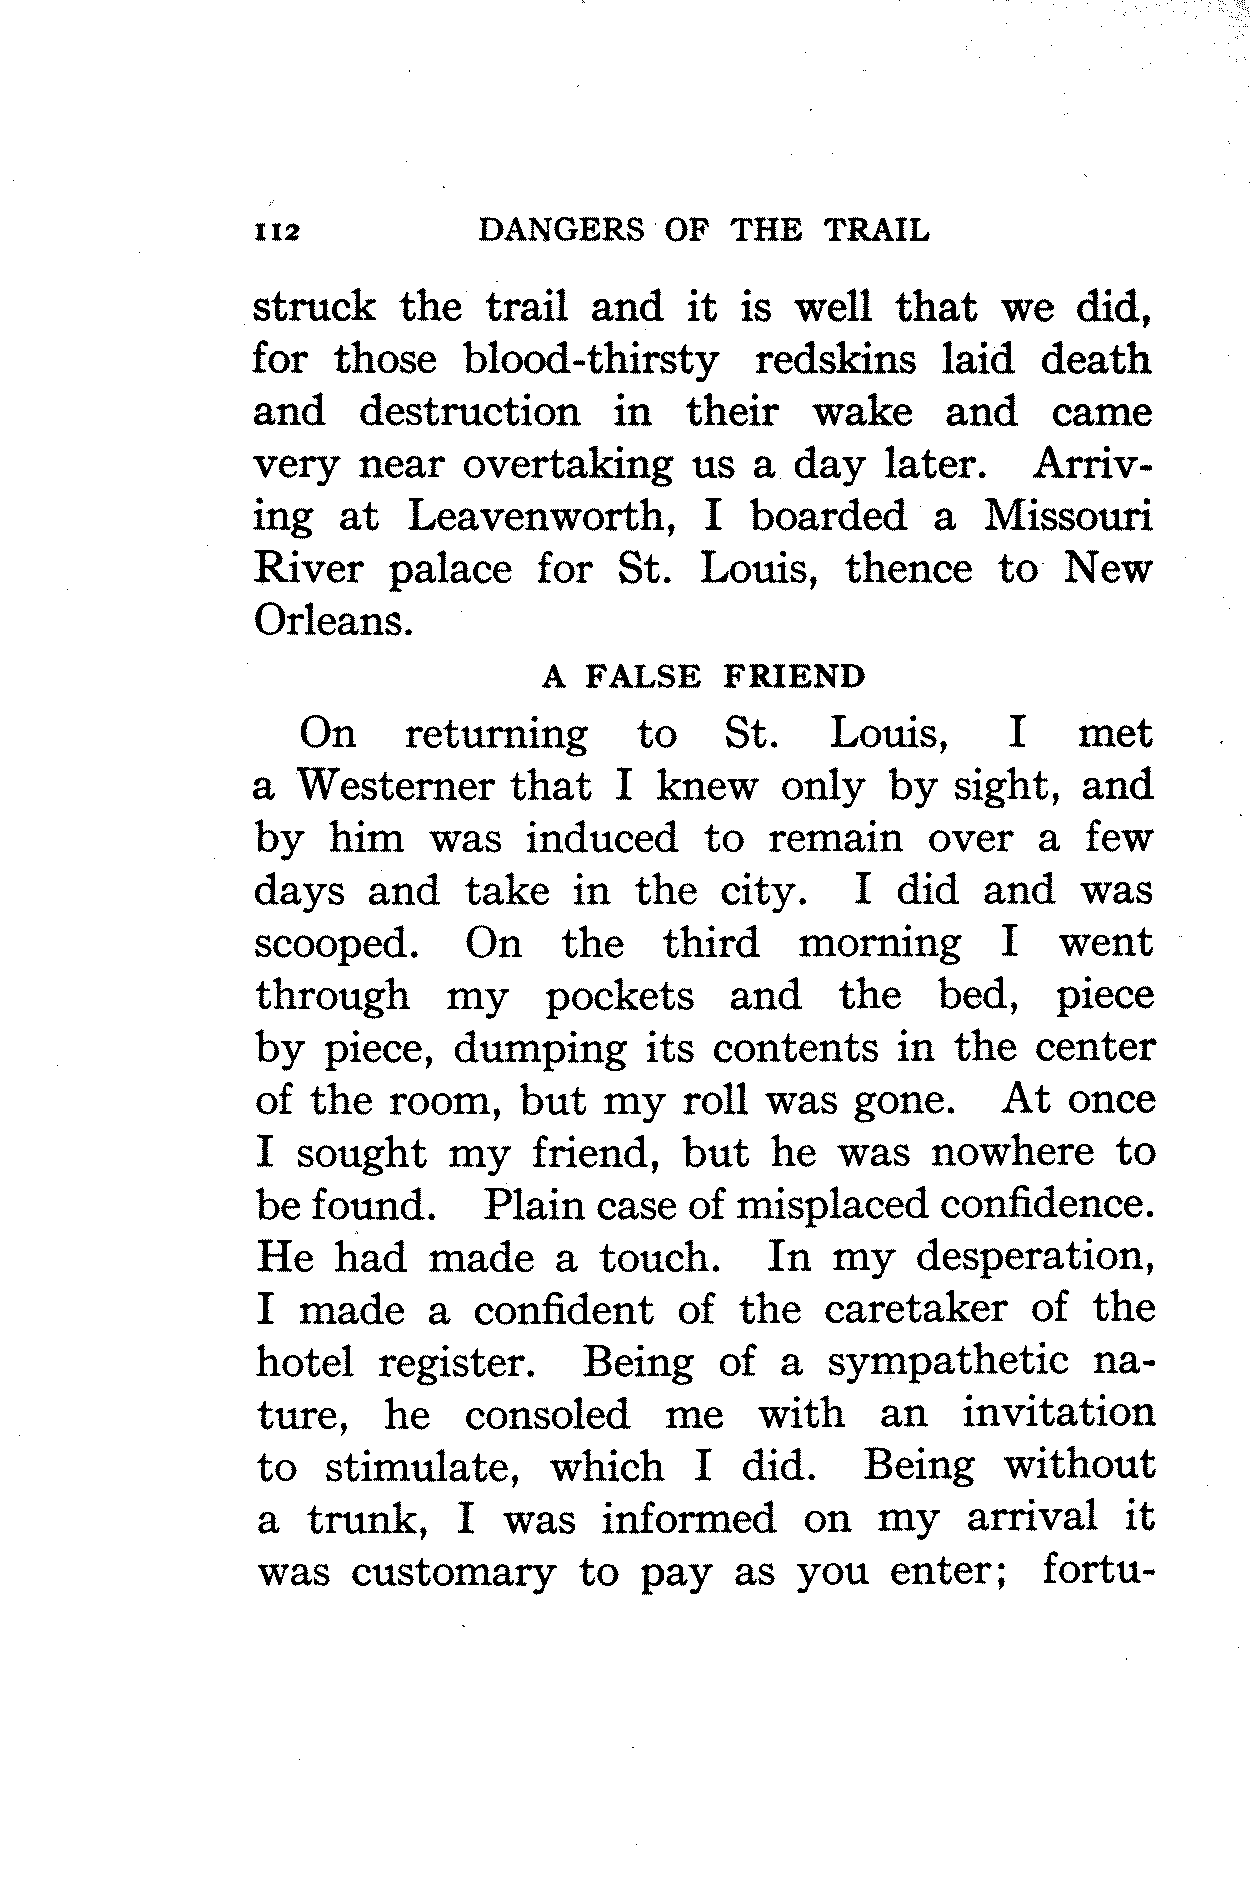 112 DANGERS OF THE TRAIL
struck the trail and it is well that we did,
for those blood-thirsty redskins laid death
and destruction in their wake and came
very near overtaking us a day later. Arriv-
ing at Leavenworth, I boarded a Missouri
River palace for St. Louis, thence to New
Orleans.
A FALSE FRIEND
On returning to St. Louis, I met
a Westerner that I knew only by sight, and
by him was induced to remain over a few
days and take in the city. I did and was
scooped. On the third morning I went
through my pockets and the bed, piece
by piece, dumping its contents in the center
of the room, but my roll was gone. At once
I sought my friend, but he was nowhere to
be found. Plain case of misplaced confidence.
He had made a touch. In my desperation,
I made a confident of the caretaker of the
hotel register. Being of a sympathetic na-
ture, he consoled me with an invitation
to stimulate, which I did. Being without
a trunk, I was informed on my arrival it
was customary to pay as you enter; fortu-